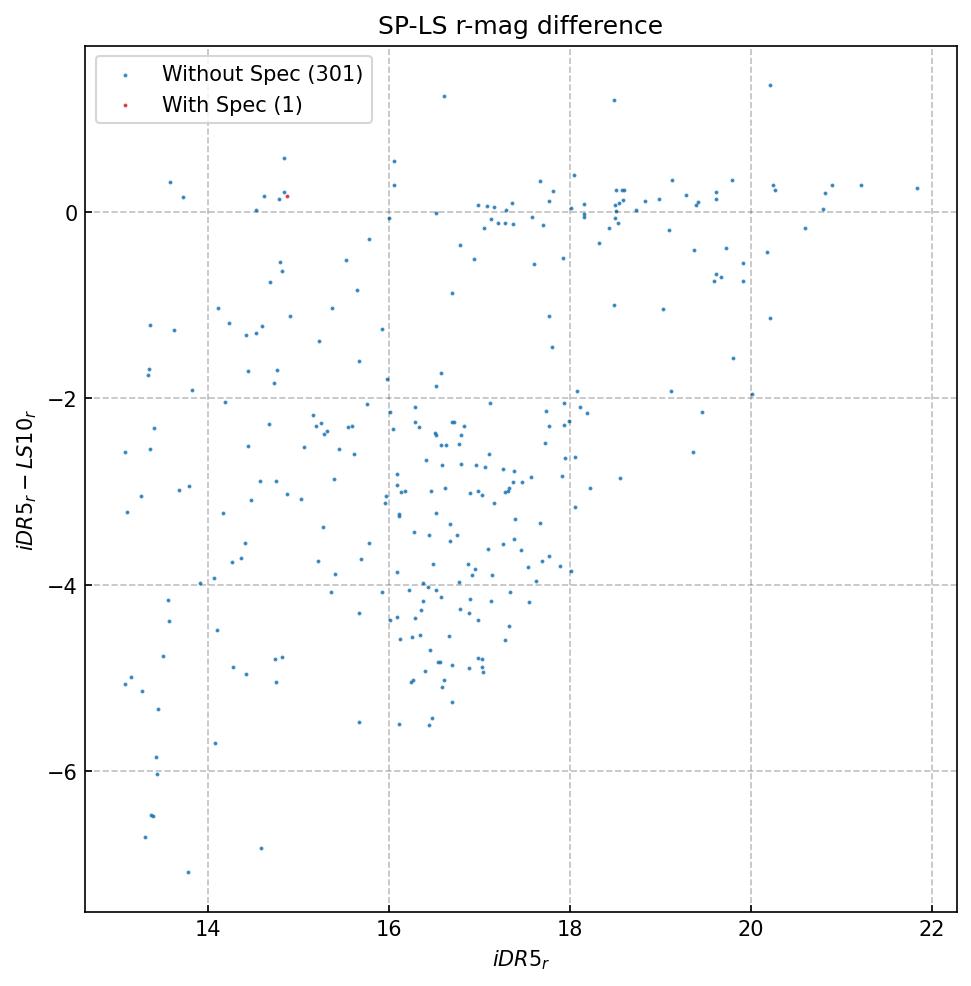 SP-LS r-mag difference
Without Spec (301)
With Spec (1)
0
−2
−4
−6
iDR5r − LS10r
14
16
18
20
22
iDR5r